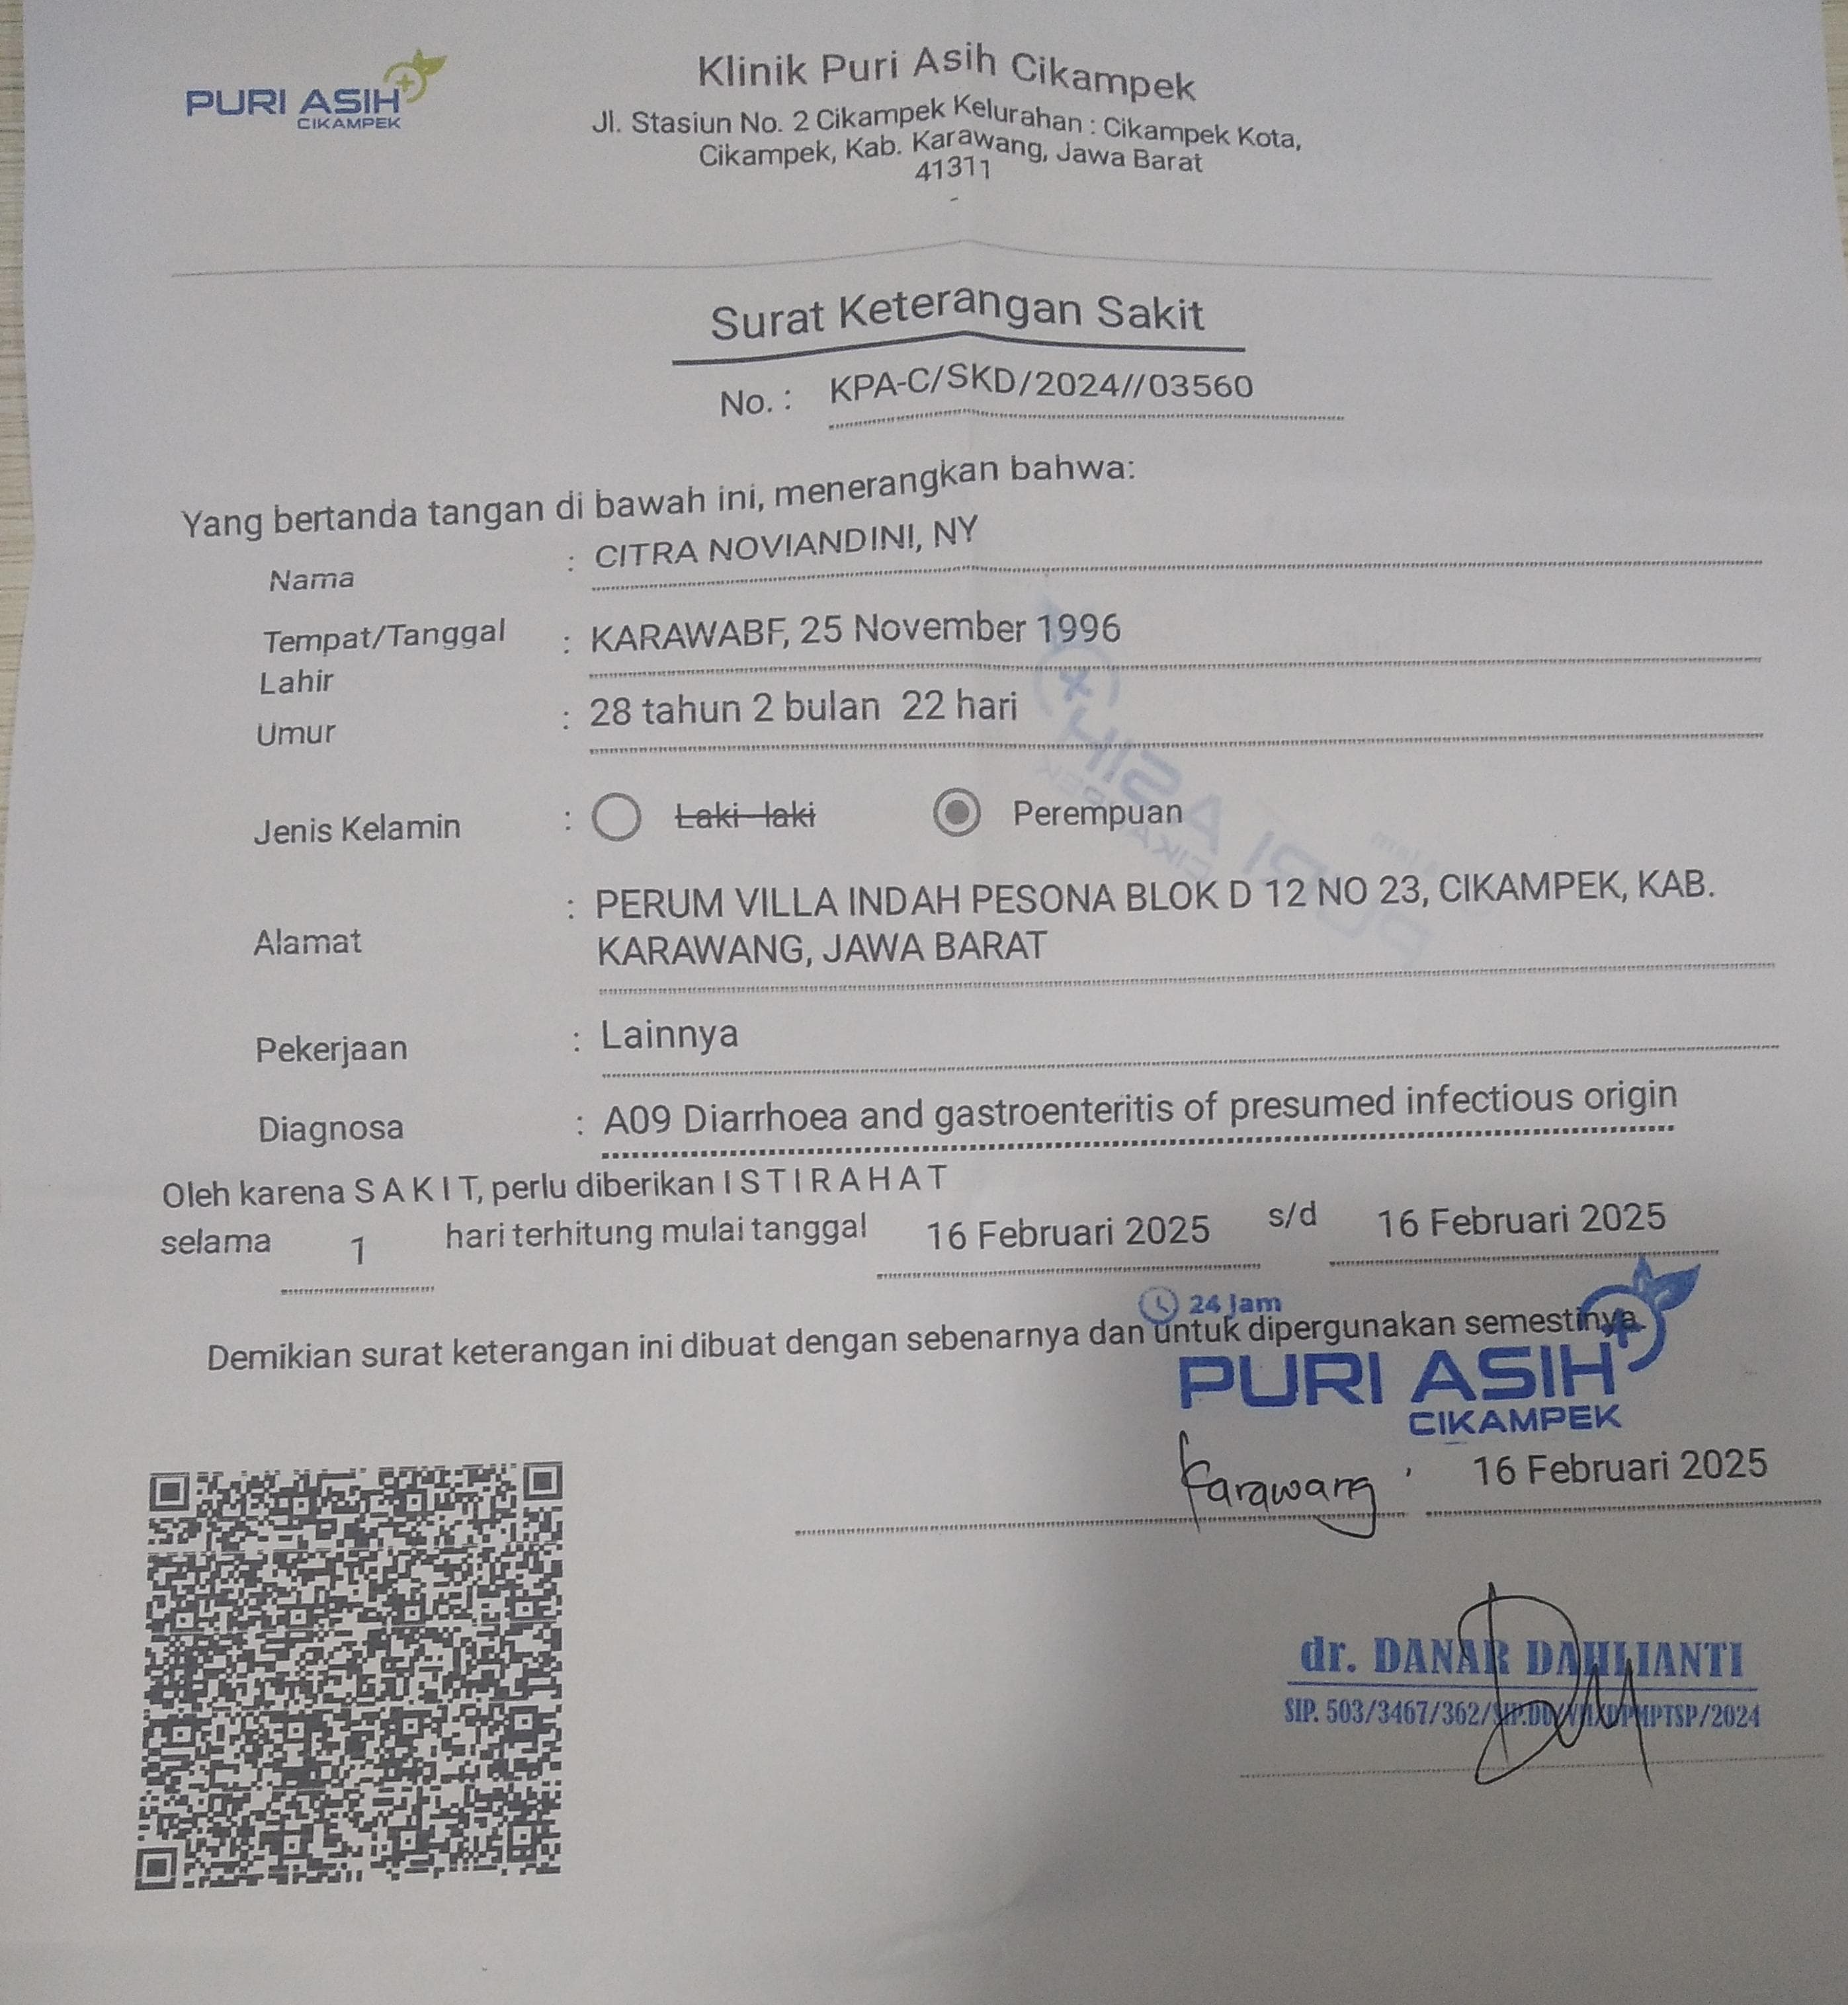 PURI ASIH
CIKAMPEK
Klinik Puri Asih Cikampek
Jl. Stasiun No. 2 Cikampek Kelurahan : Cikampek Kota,
Cikampek, Kab. Karawang, Jawa Barat
41311
-
Surat Keterangan Sakit
No. : KPA-C/SKD/2024//03560
Yang bertanda tangan di bawah ini, menerangkan bahwa:
Nama : CITRA NOVIANDINI, NY
Tempat/Tanggal Lahir : KARAWABF, 25 November 1996
Umur : 28 tahun 2 bulan 22 hari
Jenis Kelamin : Laki-laki Perempuan
Alamat : PERUM VILLA INDAH PESONA BLOK D 12 NO 23, CIKAMPEK, KAB.
KARAWANG, JAWA BARAT
Pekerjaan : Lainnya
Diagnosa : A09 Diarrhoea and gastroenteritis of presumed infectious origin
Oleh karena S A K I T, perlu diberikan I S T I R A H A T
selama 1 hari terhitung mulai tanggal 16 Februari 2025 s/d 16 Februari 2025
24 Jam
Demikian surat keterangan ini dibuat dengan sebenarnya dan untuk dipergunakan semestinya.
PURI ASIH
CIKAMPEK
Karawang, 16 Februari 2025
dr. DANAR DAHLIANTI
SIP. 503/3467/362/
PTSP/2024